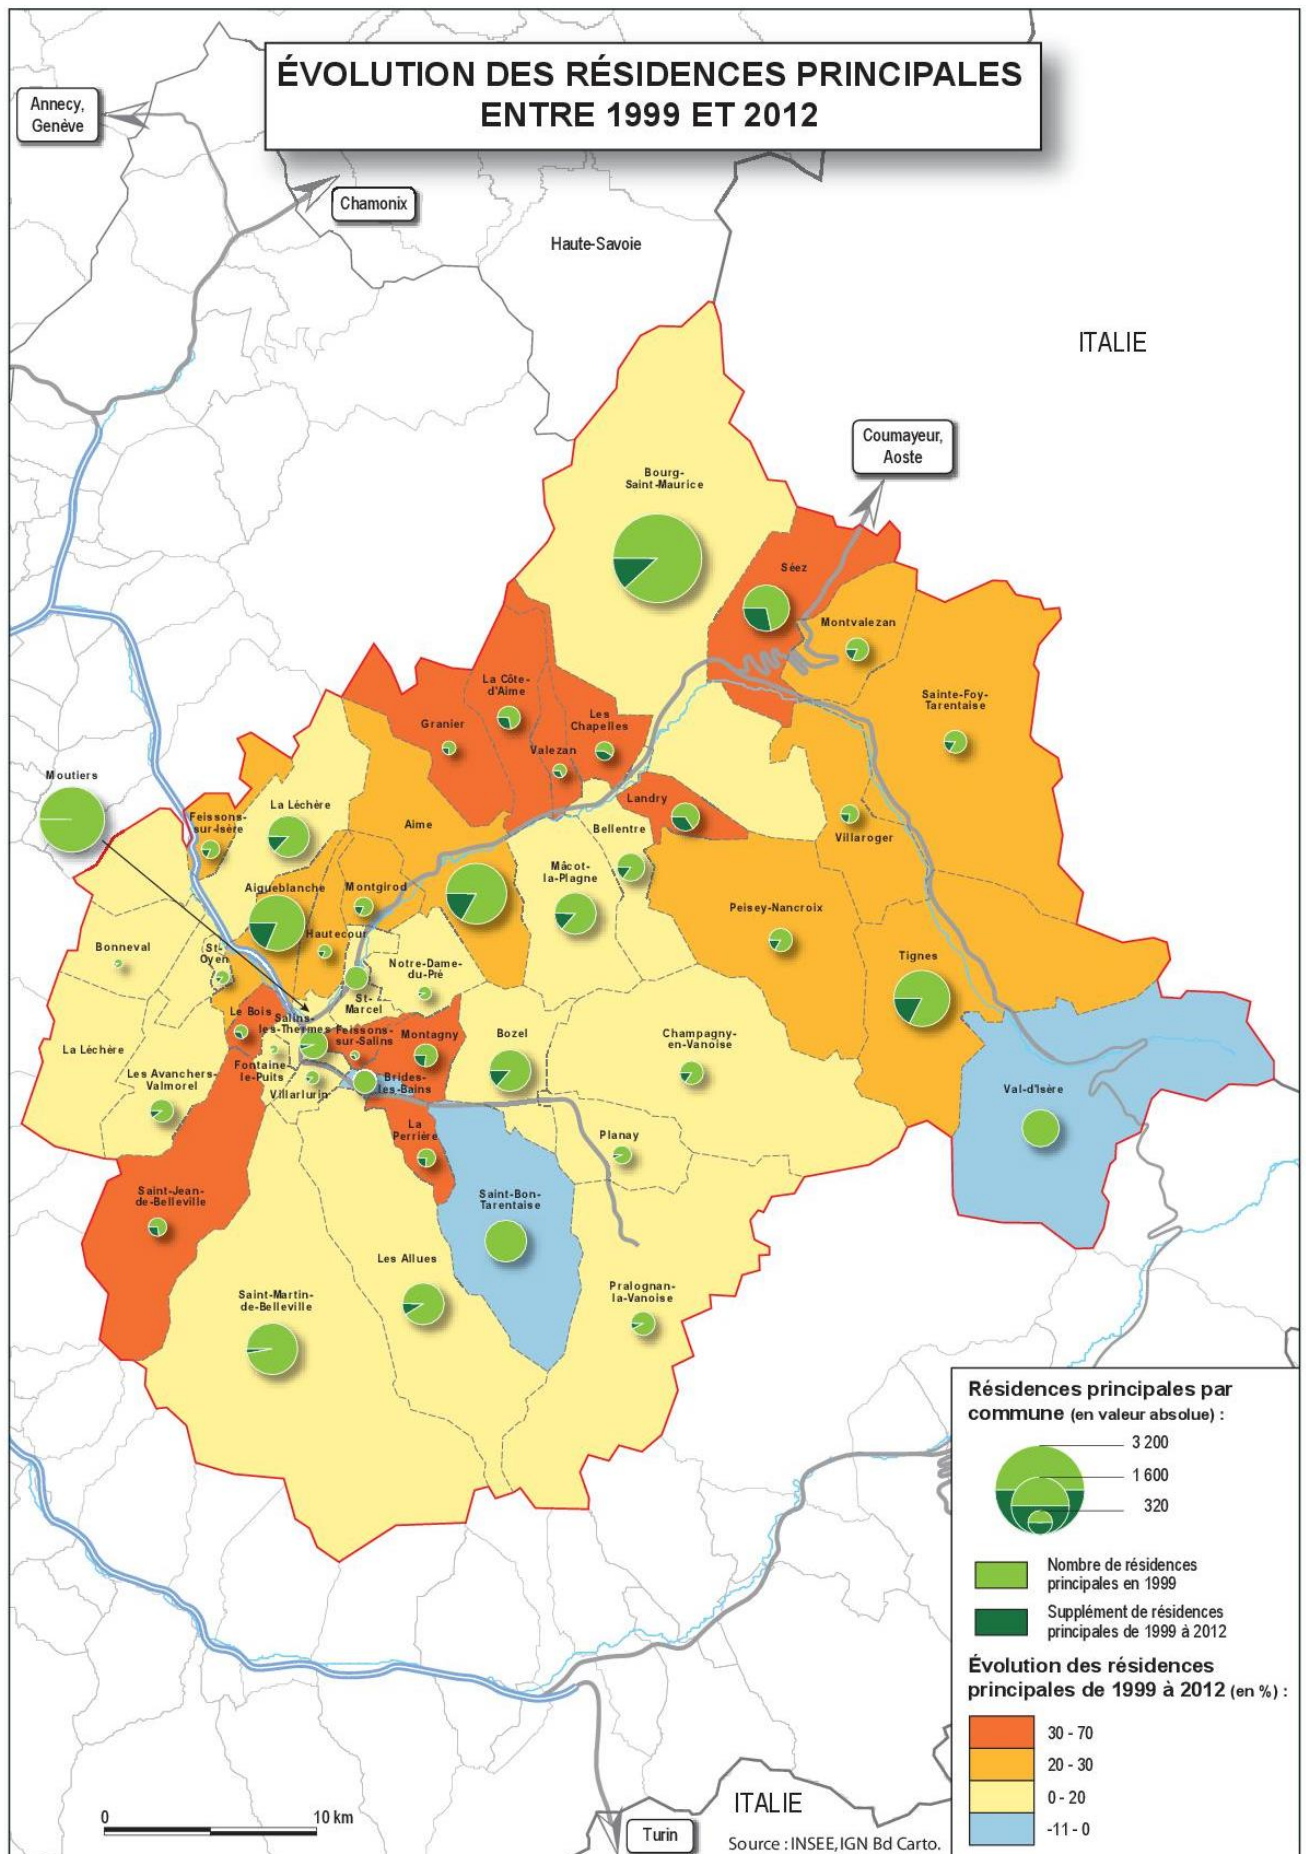 ÉVOLUTION DES RÉSIDENCES PRINCIPALES
ENTRE 1999 ET 2012
Annecy,
Genève
Chamonix
Haute-Savoie
ITALIE
Coumayeur,
Aoste
Bourg-
Saint-Maurice
Séez
Montvalezan
Sainte-Foy-
Tarentaise
La Côte-
d'Aime
Granier
Les
Chapelles
Valezan
Moutiers
La Léchère
Feissons-
sur-Isère
Aime
Landry
Bellentre
Villaroger
Mâcot-
la-Plagne
Aigueblanche
Montgirod
Peisey-Nancroix
Hautecour
Bonneval
St-
Oyen
Notre-Dame-
du-Pré
Tignes
St-
Marcel
Le Bois
Salins-
les-Thermes
Feissons-
sur-Salins
Montagny
Bozel
Champagny-
en-Vanoise
La Léchère
Les Avanchers-
Valmorel
Fontaine-
le-Puits
Villarlurin
Brides-
les-Bains
Val-d'Isère
La
Perrière
Planay
Saint-Jean-
de-Belleville
Saint-Bon-
Tarentaise
Les Allues
Saint-Martin-
de-Belleville
Pralognan-
la-Vanoise
Résidences principales par
commune (en valeur absolue) :
3 200
1 600
320
Nombre de résidences
principales en 1999
Supplément de résidences
principales de 1999 à 2012
Évolution des résidences
principales de 1999 à 2012 (en %) :
30 - 70
20 - 30
0 - 20
-11 - 0
0 10 km
ITALIE
Turin
Source : INSEE, IGN Bd Carto.